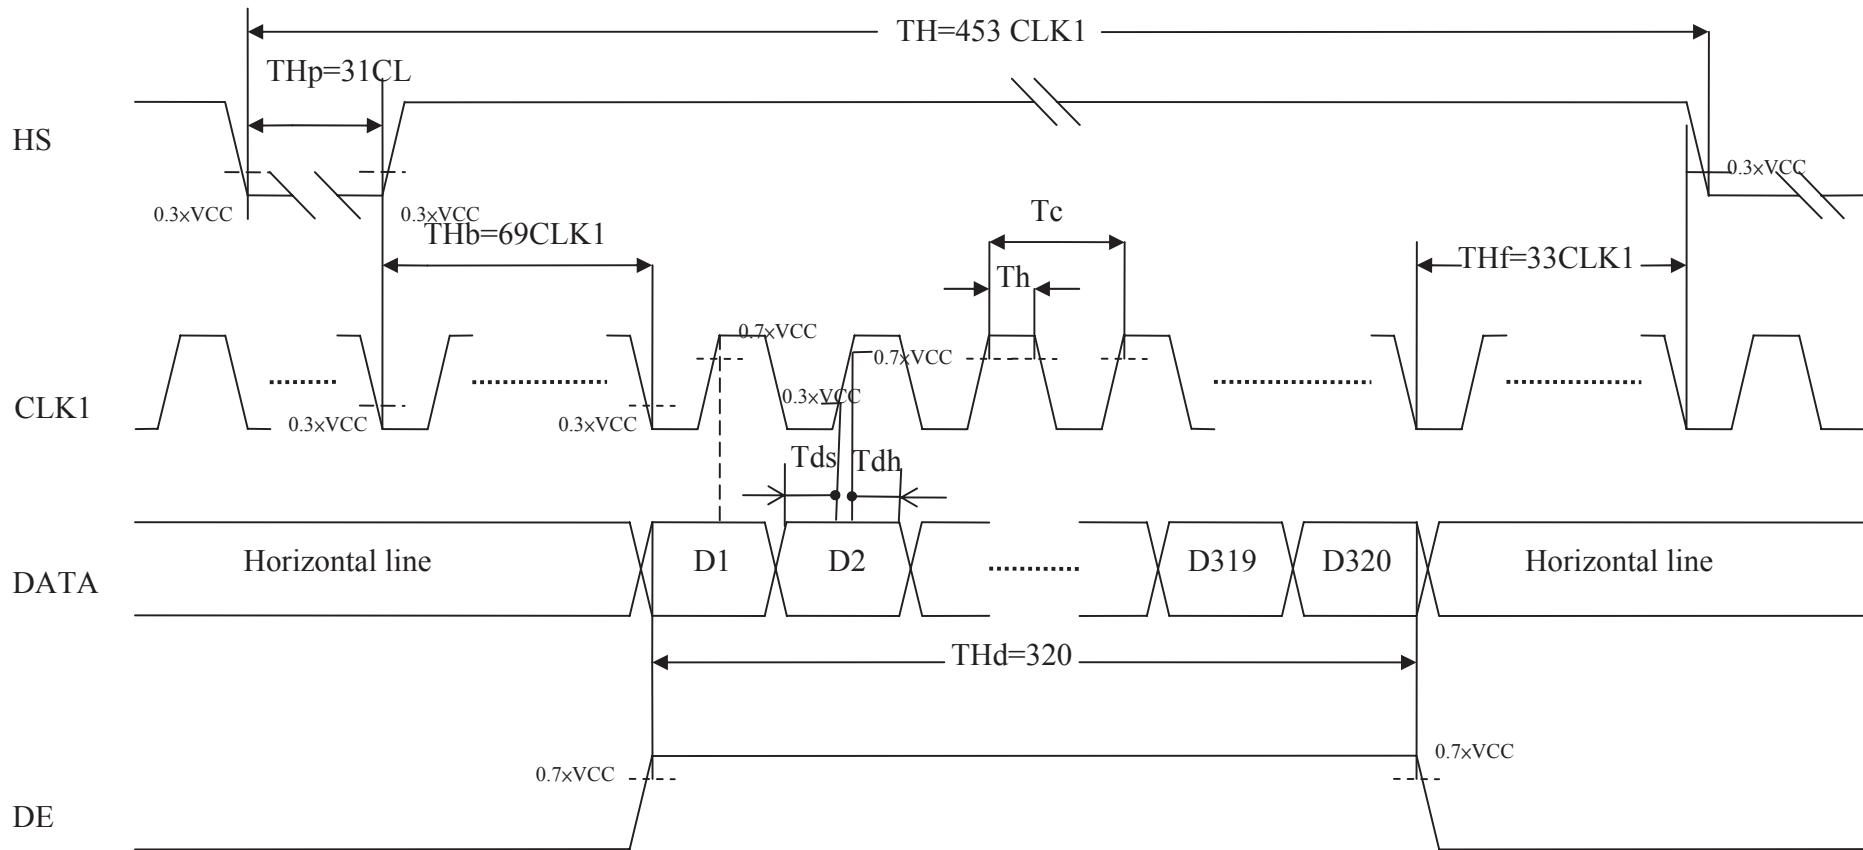 TH=453 CLK1
THp=31CL
HS
0.3×VCC
0.3×VCC
0.3×VCC
THb=69CLK1
Tc
Th
THf=33CLK1
0.7×VCC
0.7×VCC
0.3×VCC
CLK1
0.3×VCC
0.3×VCC
Tds
Tdh
DATA
Horizontal line
D1
D2
D319
D320
Horizontal line
THd=320
0.7×VCC
0.7×VCC
DE